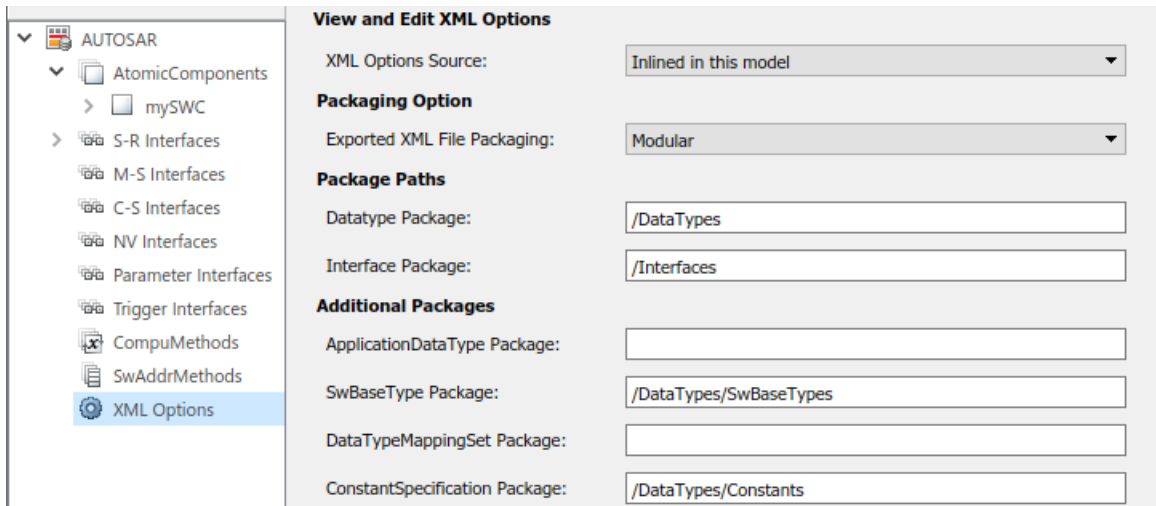 AUTOSAR
AtomicComponents
mySWC
S-R Interfaces
M-S Interfaces
C-S Interfaces
NV Interfaces
Parameter Interfaces
Trigger Interfaces
CompuMethods
SwAddrMethods
XML Options
View and Edit XML Options
XML Options Source: Inlined in this model
Packaging Option
Exported XML File Packaging: Modular
Package Paths
Datatype Package: /DataTypes
Interface Package: /Interfaces
Additional Packages
ApplicationDataType Package:
SwBaseType Package: /DataTypes/SwBaseTypes
DataTypeMappingSet Package:
ConstantSpecification Package: /DataTypes/Constants